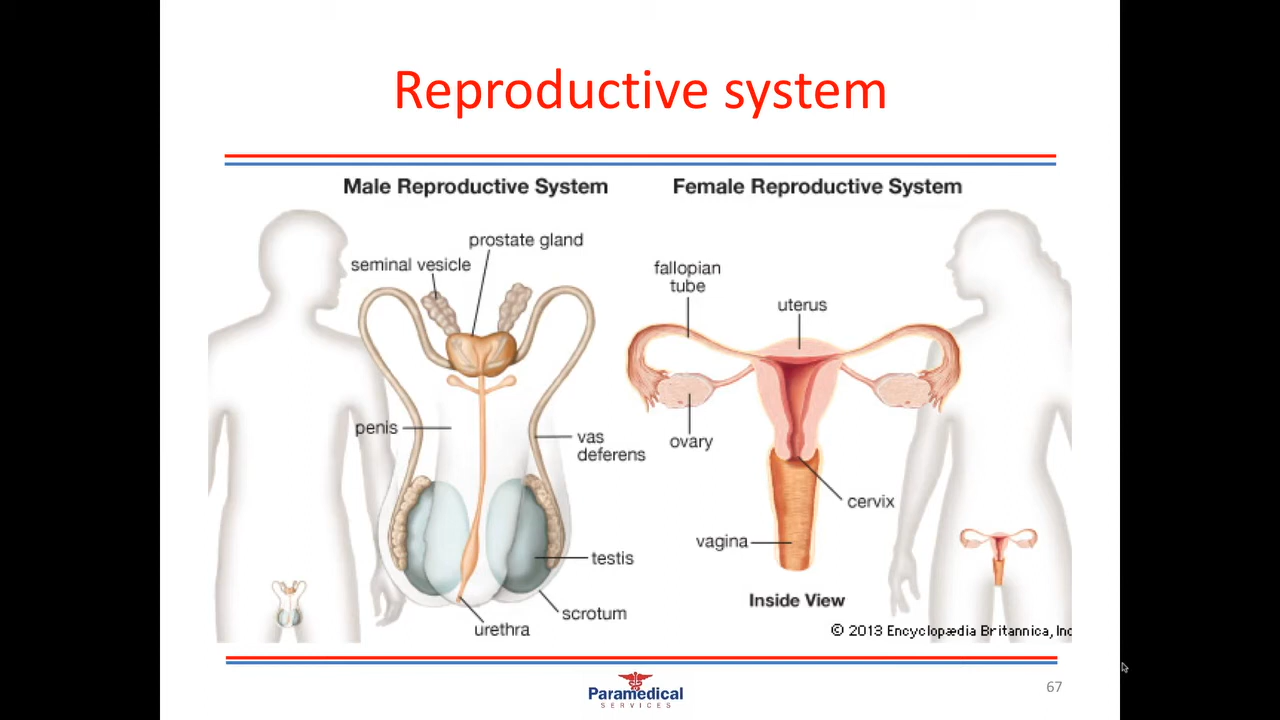 Reproductive system
Male Reproductive System
Female Reproductive System
prostate gland
seminal vesicle
penis
vas
deferens
testis
scrotum
urethra
fallopian
tube
uterus
ovary
cervix
vagina
Inside View
© 2013 Encyclopædia Britannica, Inc
Paramedical
SERVICES
67